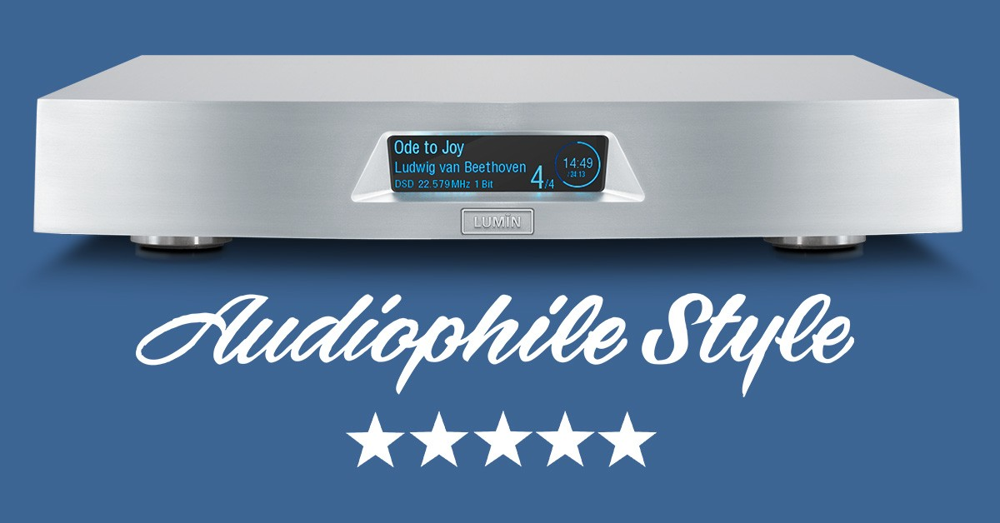 Ode to Joy
Ludwig van Beethoven
DSD 22.579MHz 1 Bit
4/4
14:49
/ 24:13
LUMÏN
Audiophile Style